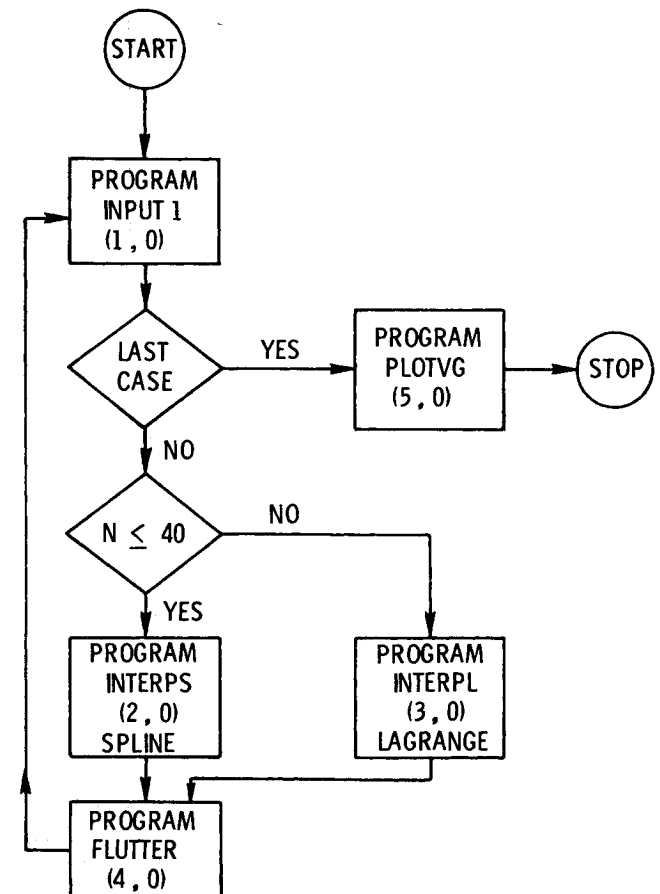 START
PROGRAM
INPUT 1
(1, 0)
LAST
CASE
YES
PROGRAM
PLOTVG
(5, 0)
STOP
NO
N ≤ 40
NO
YES
PROGRAM
INTERPS
(2, 0)
SPLINE
PROGRAM
INTERPL
(3, 0)
LAGRANGE
PROGRAM
FLUTTER
(4, 0)